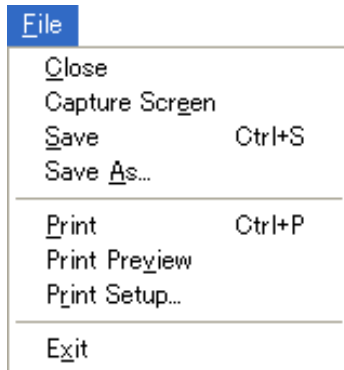 File
Close
Capture Screen
Save Ctrl+S
Save As...
Print Ctrl+P
Print Preview
Print Setup...
Exit